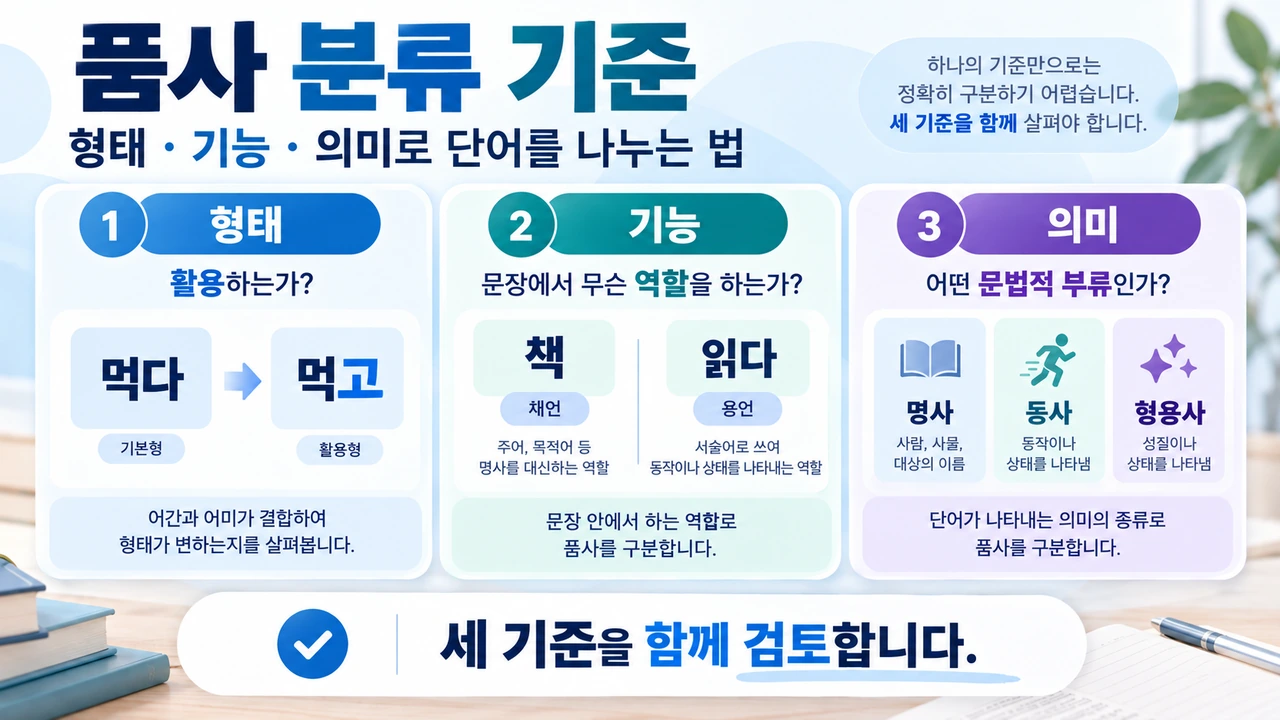 품사 분류 기준
형태 · 기능 · 의미로 단어를 나누는 법
하나의 기준만으로는
정확히 구분하기 어렵습니다.
세 기준을 함께 살펴야 합니다.
1 형태
활용하는가?
먹다
먹고
기본형
활용형
어간과 어미가 결합하여
형태가 변하는지를 살펴봅니다.
2 기능
문장에서 무슨 역할을 하는가?
책
체언
주어, 목적어 등
명사를 대신하는 역할
읽다
용언
서술어로 쓰여
동작이나 상태를 나타내는 역할
문장 안에서 하는 역합로
품사를 구분합니다.
3 의미
어떤 문법적 부류인가?
명사
사람, 사물,
대상의 이름
동사
동작이나
상태를 나타냄
형용사
성질이나
상태를 나타냄
단어가 나타내는 의미의 종류로
품사를 구분합니다.
세 기준을 함께 검토합니다.